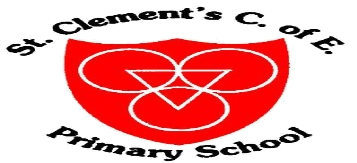 St. Clement's C. of E.
Primary School